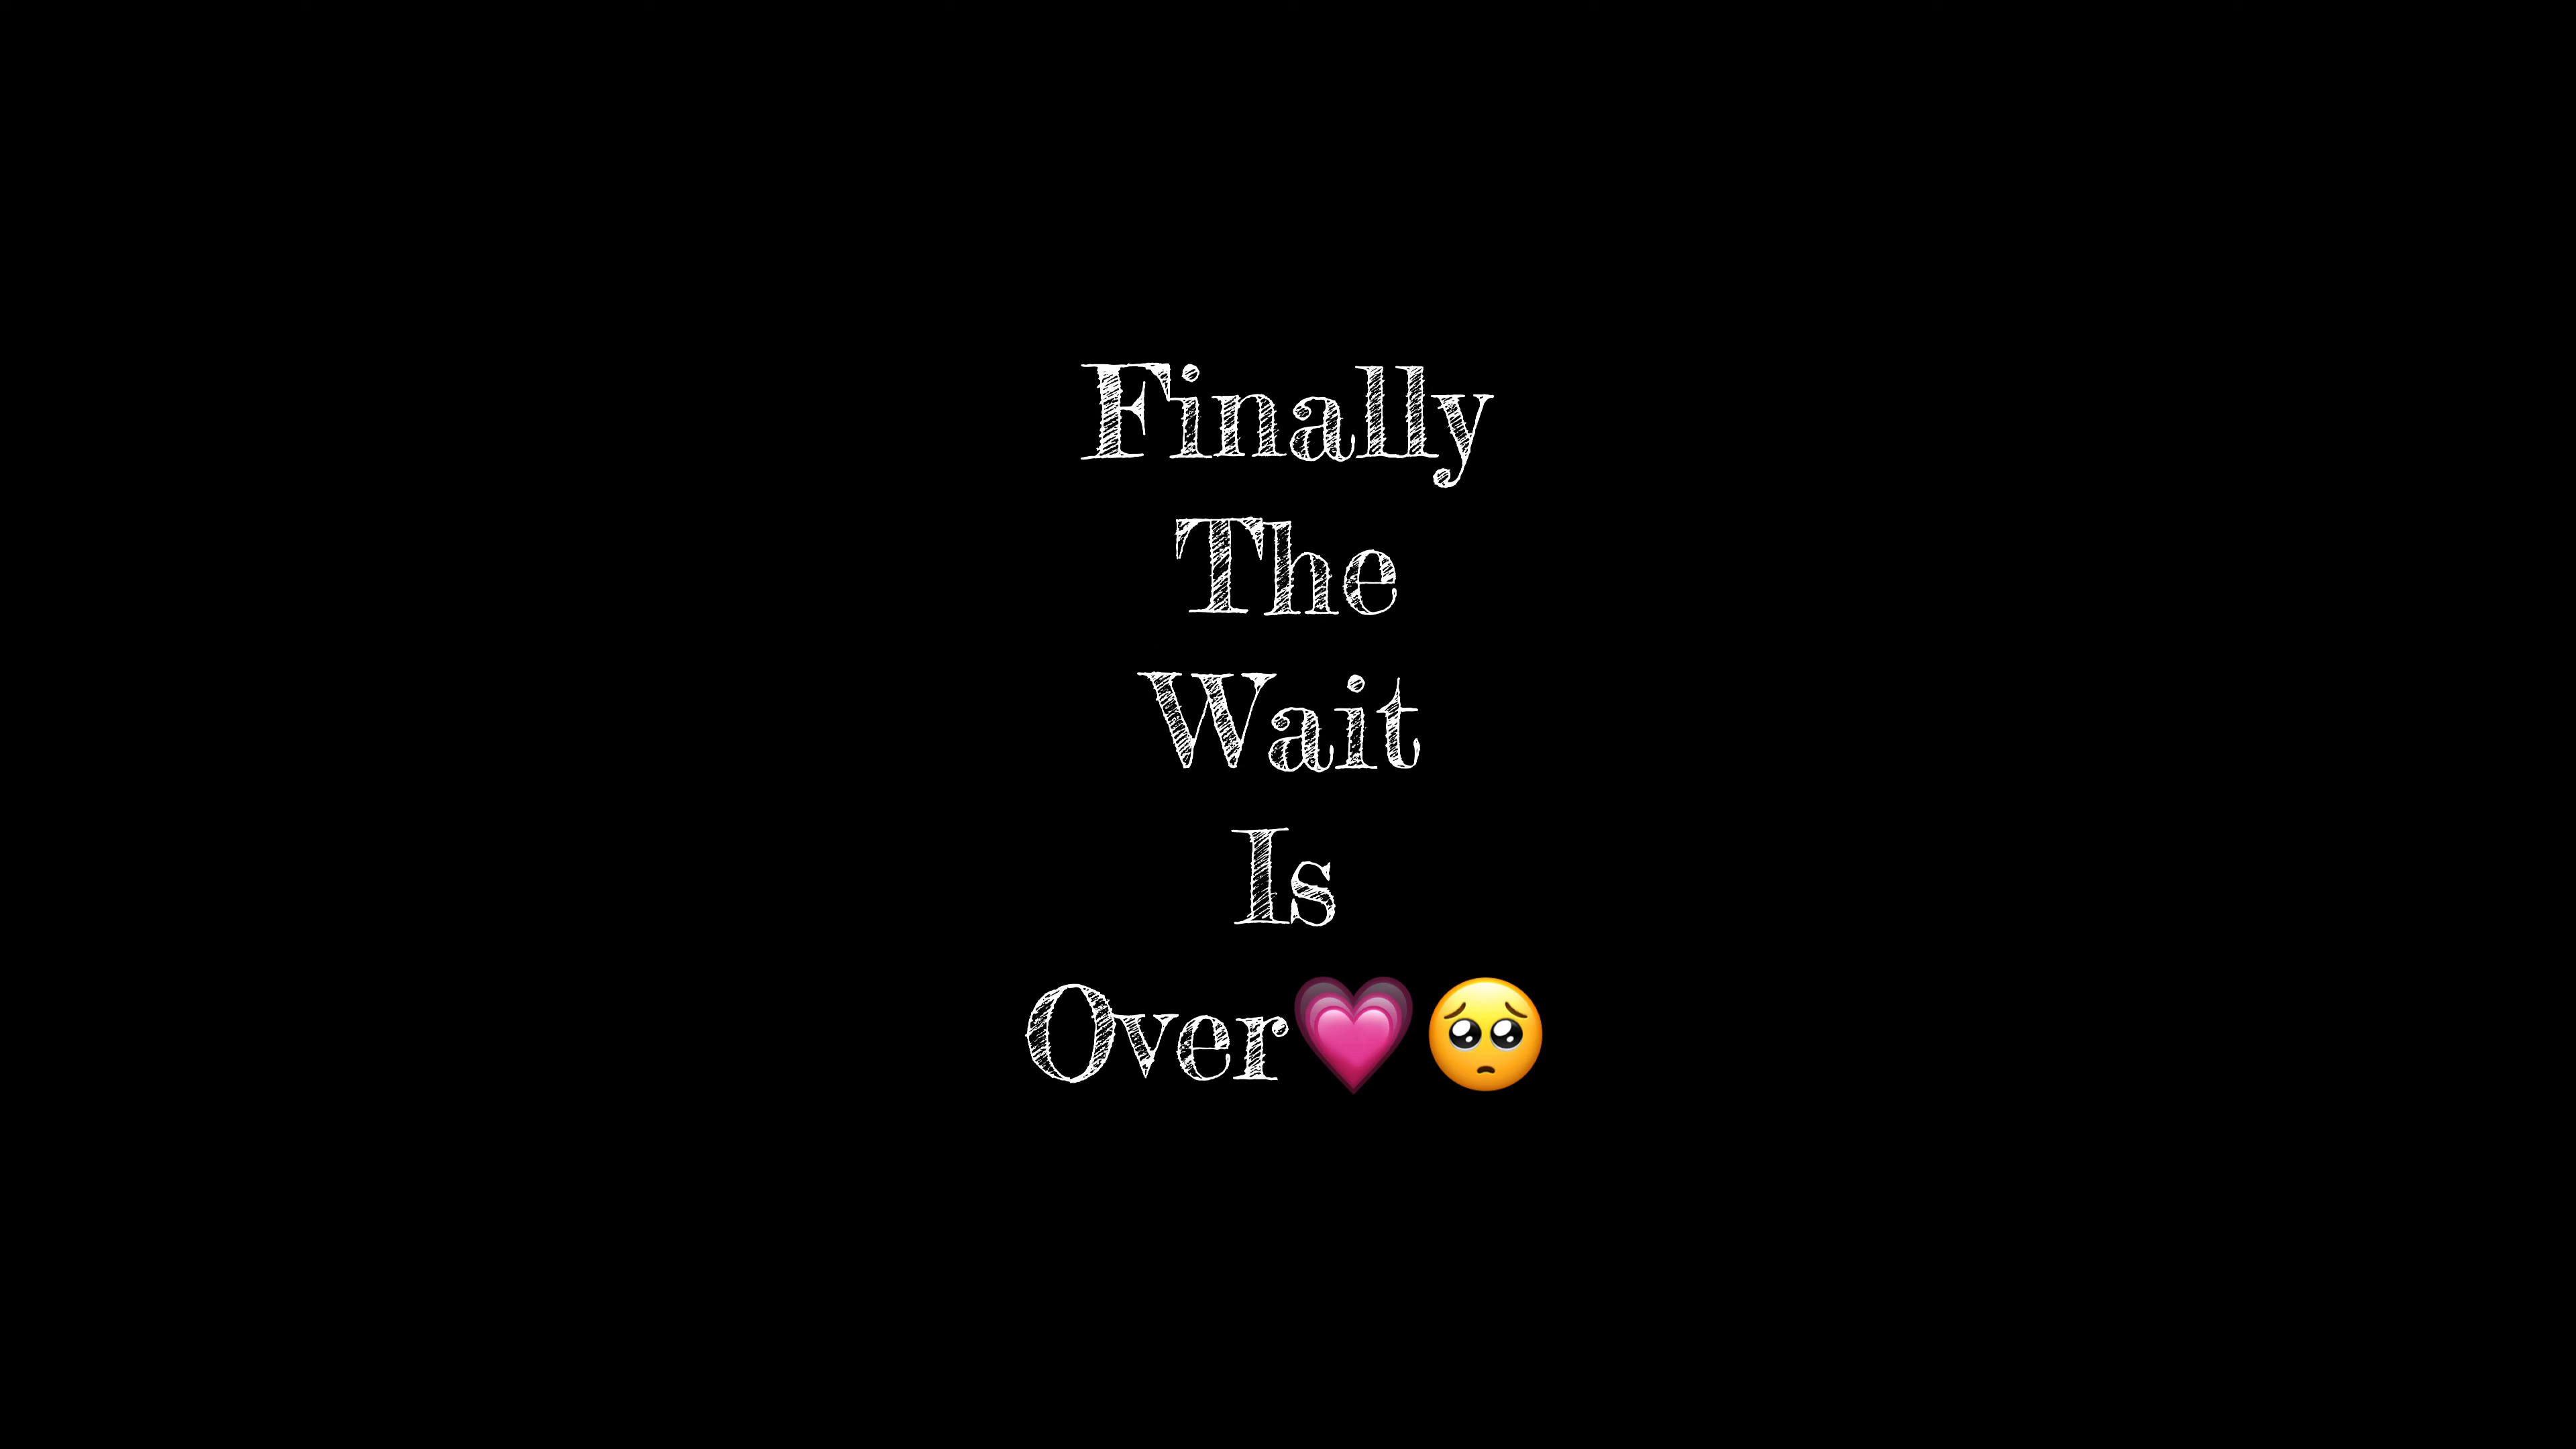 Finally
The
Wait
Is
Over💗🥺